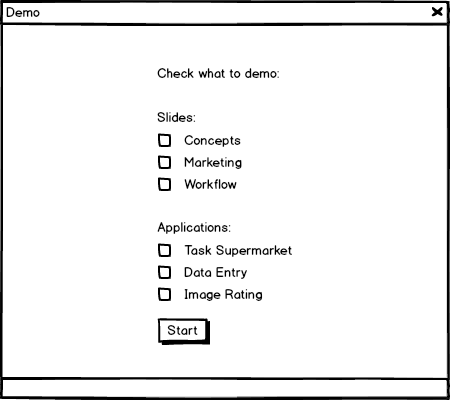 Demo
Check what to demo:
Slides:
Concepts
Marketing
Workflow
Applications:
Task Supermarket
Data Entry
Image Rating
Start